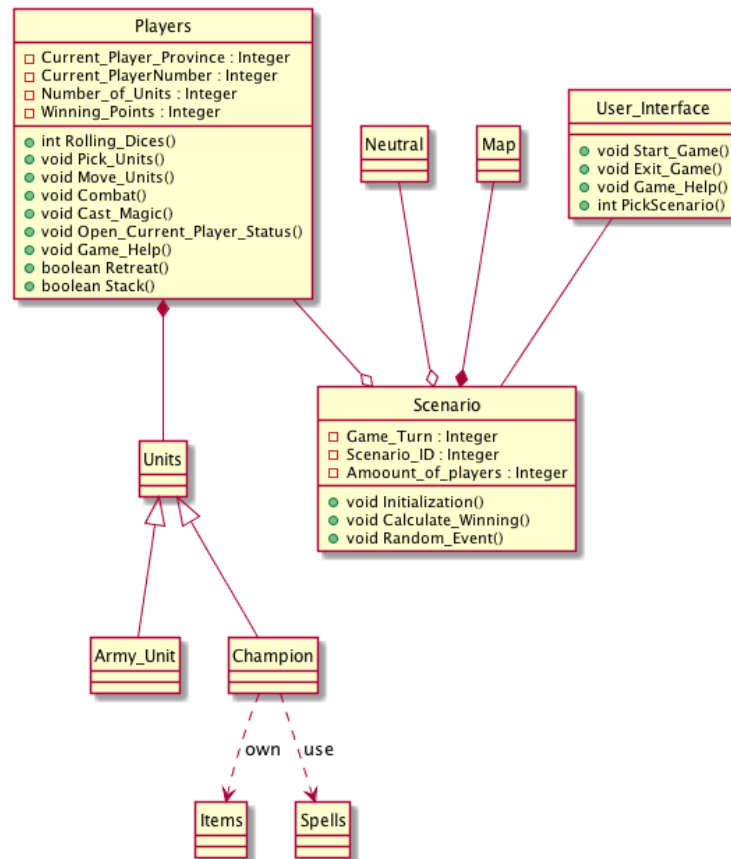 Players
Current_Player_Province : Integer
Current_PlayerNumber : Integer
Number_of_Units : Integer
Winning_Points : Integer
int Rolling_Dices()
void Pick_Units()
void Move_Units()
void Combat()
void Cast_Magic()
void Open_Current_Player_Status()
void Game_Help()
boolean Retreat()
boolean Stack()
Neutral
Map
User_Interface
void Start_Game()
void Exit_Game()
void Game_Help()
int PickScenario()
Scenario
Game_Turn : Integer
Scenario_ID : Integer
Amoount_of_players : Integer
void Initialization()
void Calculate_Winning()
void Random_Event()
Units
Army_Unit
Champion
own
use
Items
Spells